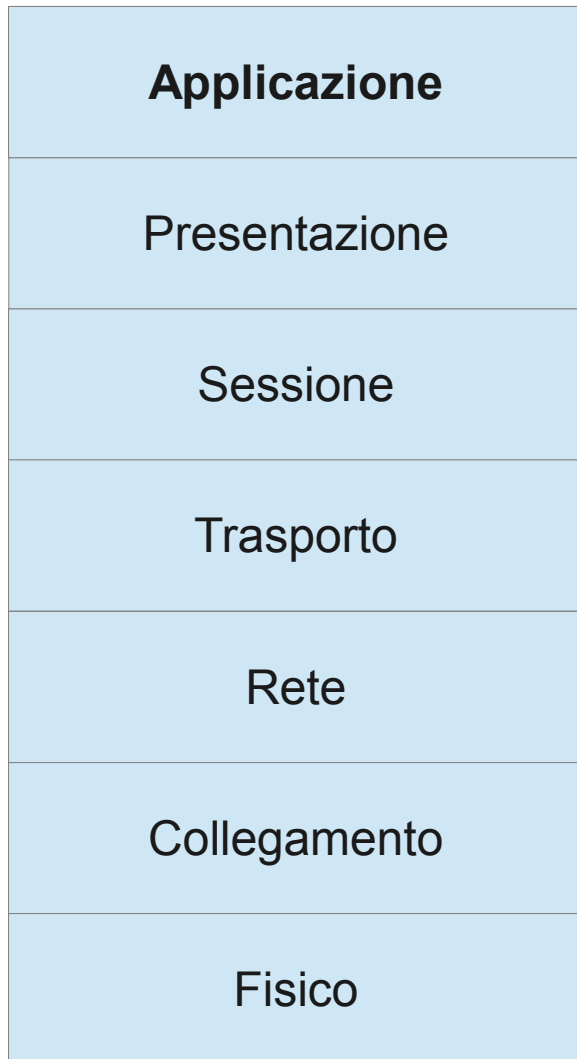 Applicazione
Presentazione
Sessione
Trasporto
Rete
Collegamento
Fisico